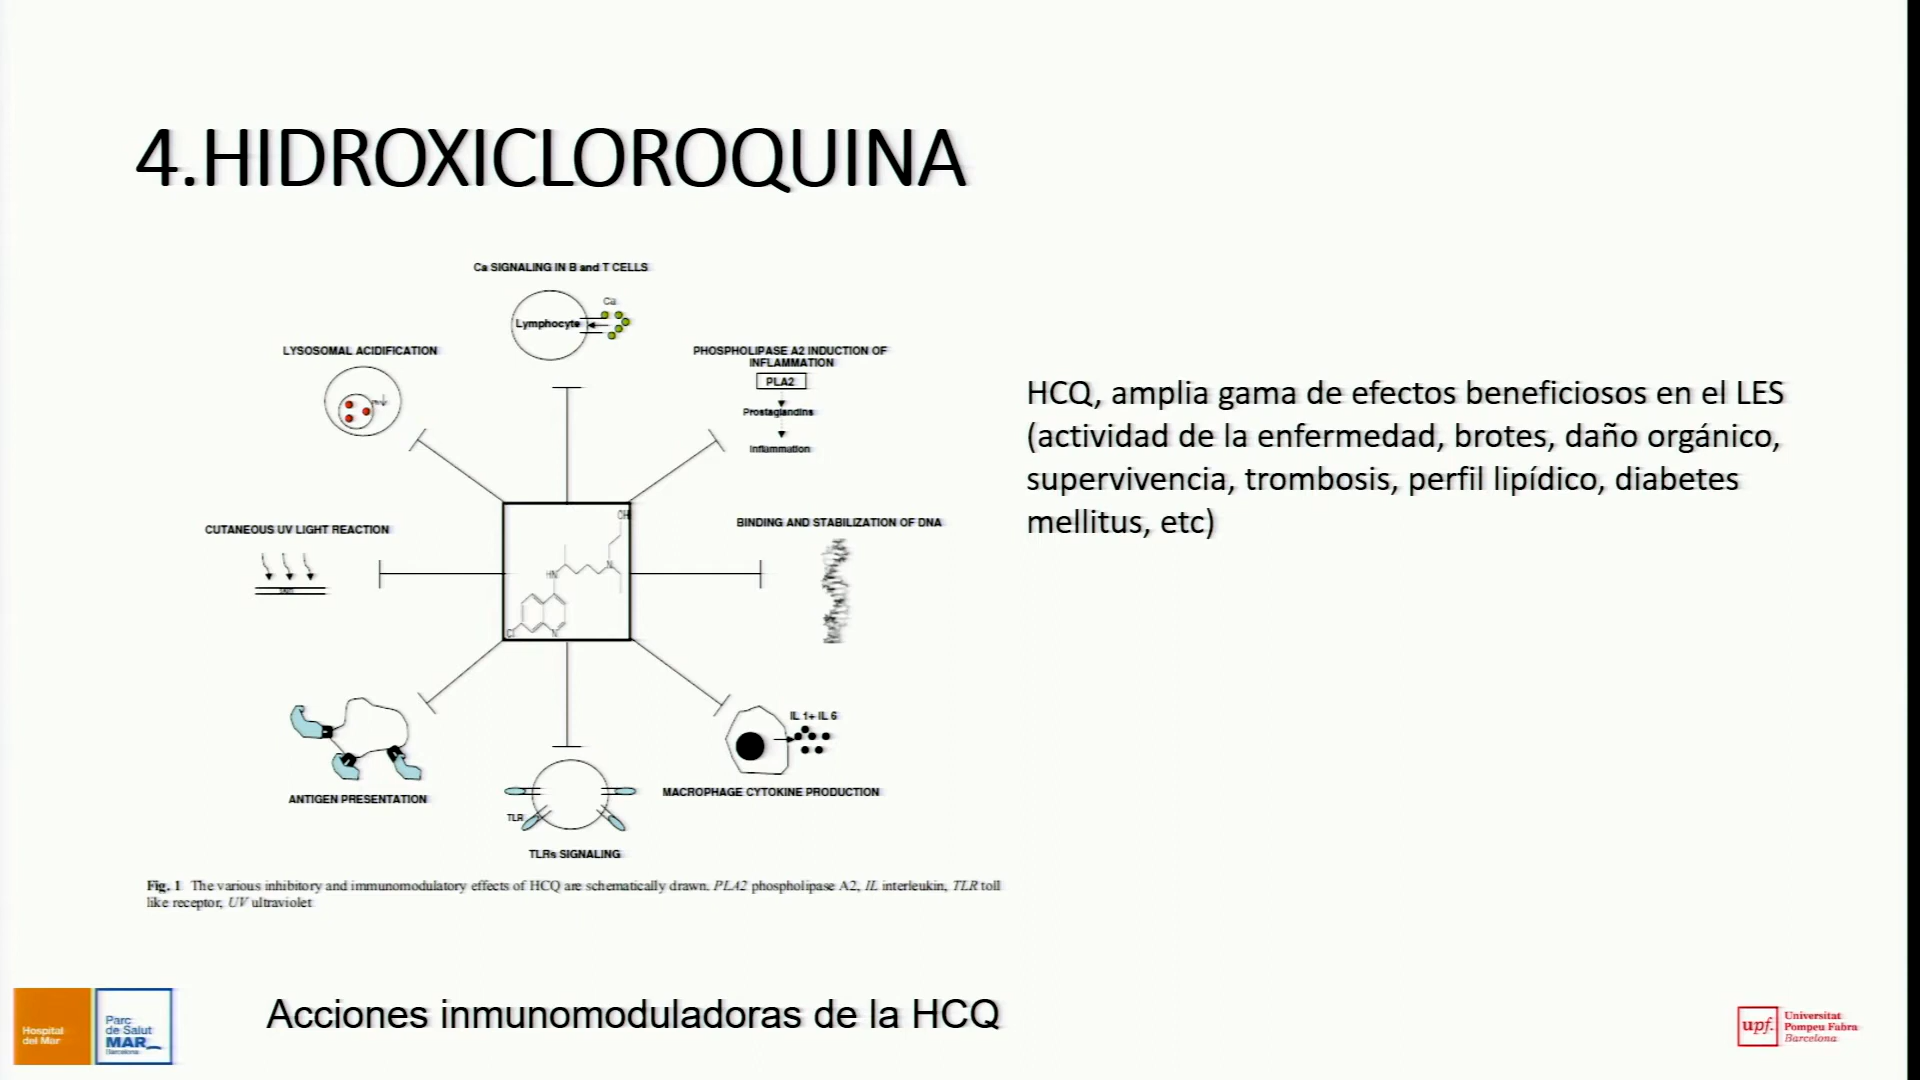 4.HIDROXICLOROQUINA
Ca SIGNALING IN B and T CELLS
Ca
Lymphocyte
LYSOSOMAL ACIDIFICATION
PHOSPHOLIPASE A2 INDUCTION OF
INFLAMMATION
PLA2
Prostaglandins
Inflammation
CUTANEOUS UV LIGHT REACTION
BINDING AND STABILIZATION OF DNA
OH
N
HN
Cl
N
IL 1+ IL 6
ANTIGEN PRESENTATION
MACROPHAGE CYTOKINE PRODUCTION
TLR
TLRs SIGNALING
Fig. 1 The various inhibitory and immunomodulatory effects of HCQ are schematically drawn. PLA2 phospholipase A2, IL interleukin, TLR toll
like receptor, UV ultraviolet
HCQ, amplia gama de efectos beneficiosos en el LES
(actividad de la enfermedad, brotes, daño orgánico,
supervivencia, trombosis, perfil lipídico, diabetes
mellitus, etc)
Acciones inmunomoduladoras de la HCQ
Hospital
del Mar
Parc
de Salut
MAR
Barcelona
upf.
Universitat
Pompeu Fabra
Barcelona